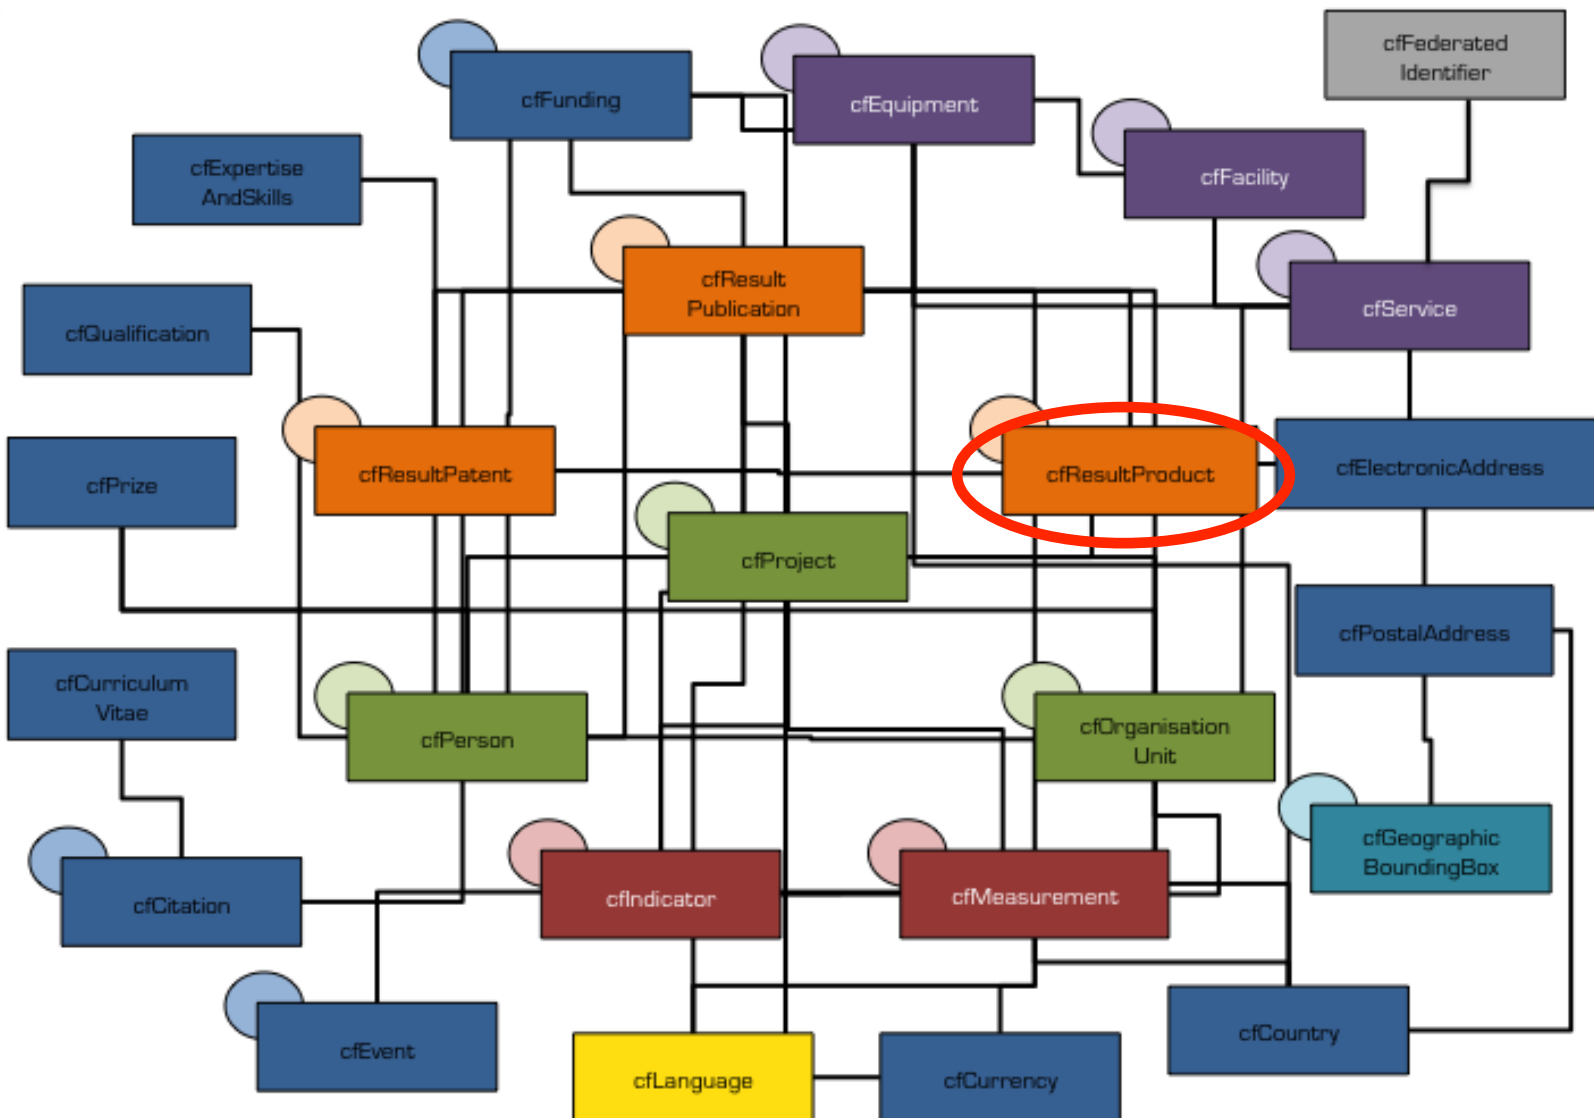 cfFederated
Identifier
cfFunding
cfEquipment
cfExpertise
AndSkills
cfFacility
cfResult
Publication
cfService
cfQualification
cfResultPatent
cfResultProduct
cfElectronicAddress
cfPrize
cfProject
cfPostalAddress
cfCurriculum
Vitae
cfPerson
cfOrganisation
Unit
cfGeographic
BoundingBox
cfCitation
cfIndicator
cfMeasurement
cfEvent
cfCountry
cfLanguage
cfCurrency